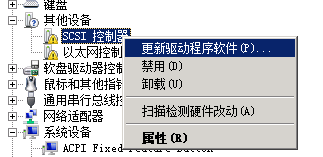 键盘
其他设备
SCSI 控制器
以太网控制
软盘驱动器控
鼠标和其他指
通用串行总线控
网络适配器
系统设备
ACPI Fixed Feature Button
更新驱动程序软件(P)...
禁用(D)
卸载(U)
扫描检测硬件改动(A)
属性(R)